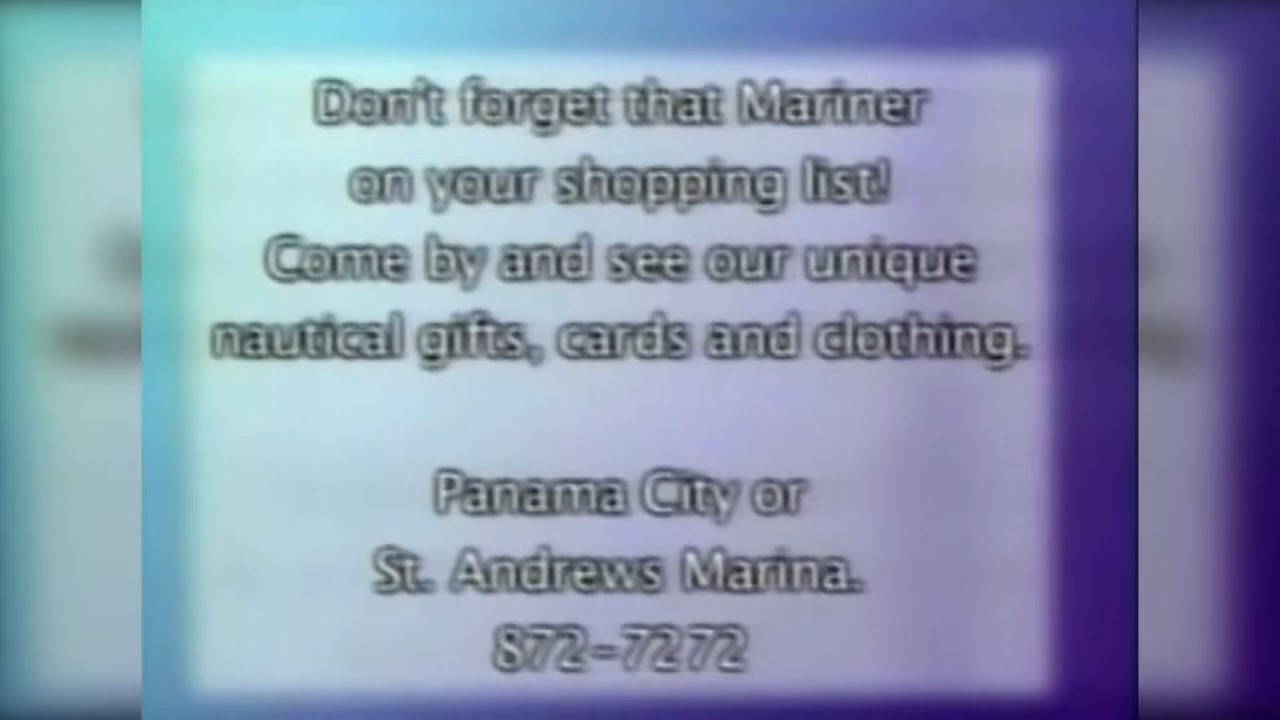 Don't forget that Mariner
on your shopping list!
Come by and see our unique
nautical gifts, cards and clothing.
Panama City or
St. Andrews Marina.
872-7272